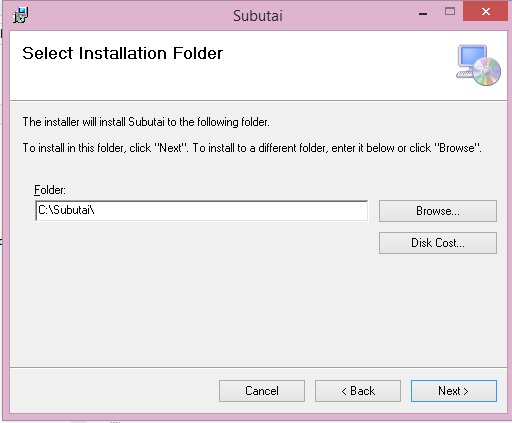 Subutai
Select Installation Folder
The installer will install Subutai to the following folder.
To install in this folder, click "Next". To install to a different folder, enter it below or click "Browse".
Folder:
C:\Subutai\
Browse...
Disk Cost...
Cancel
< Back
Next >